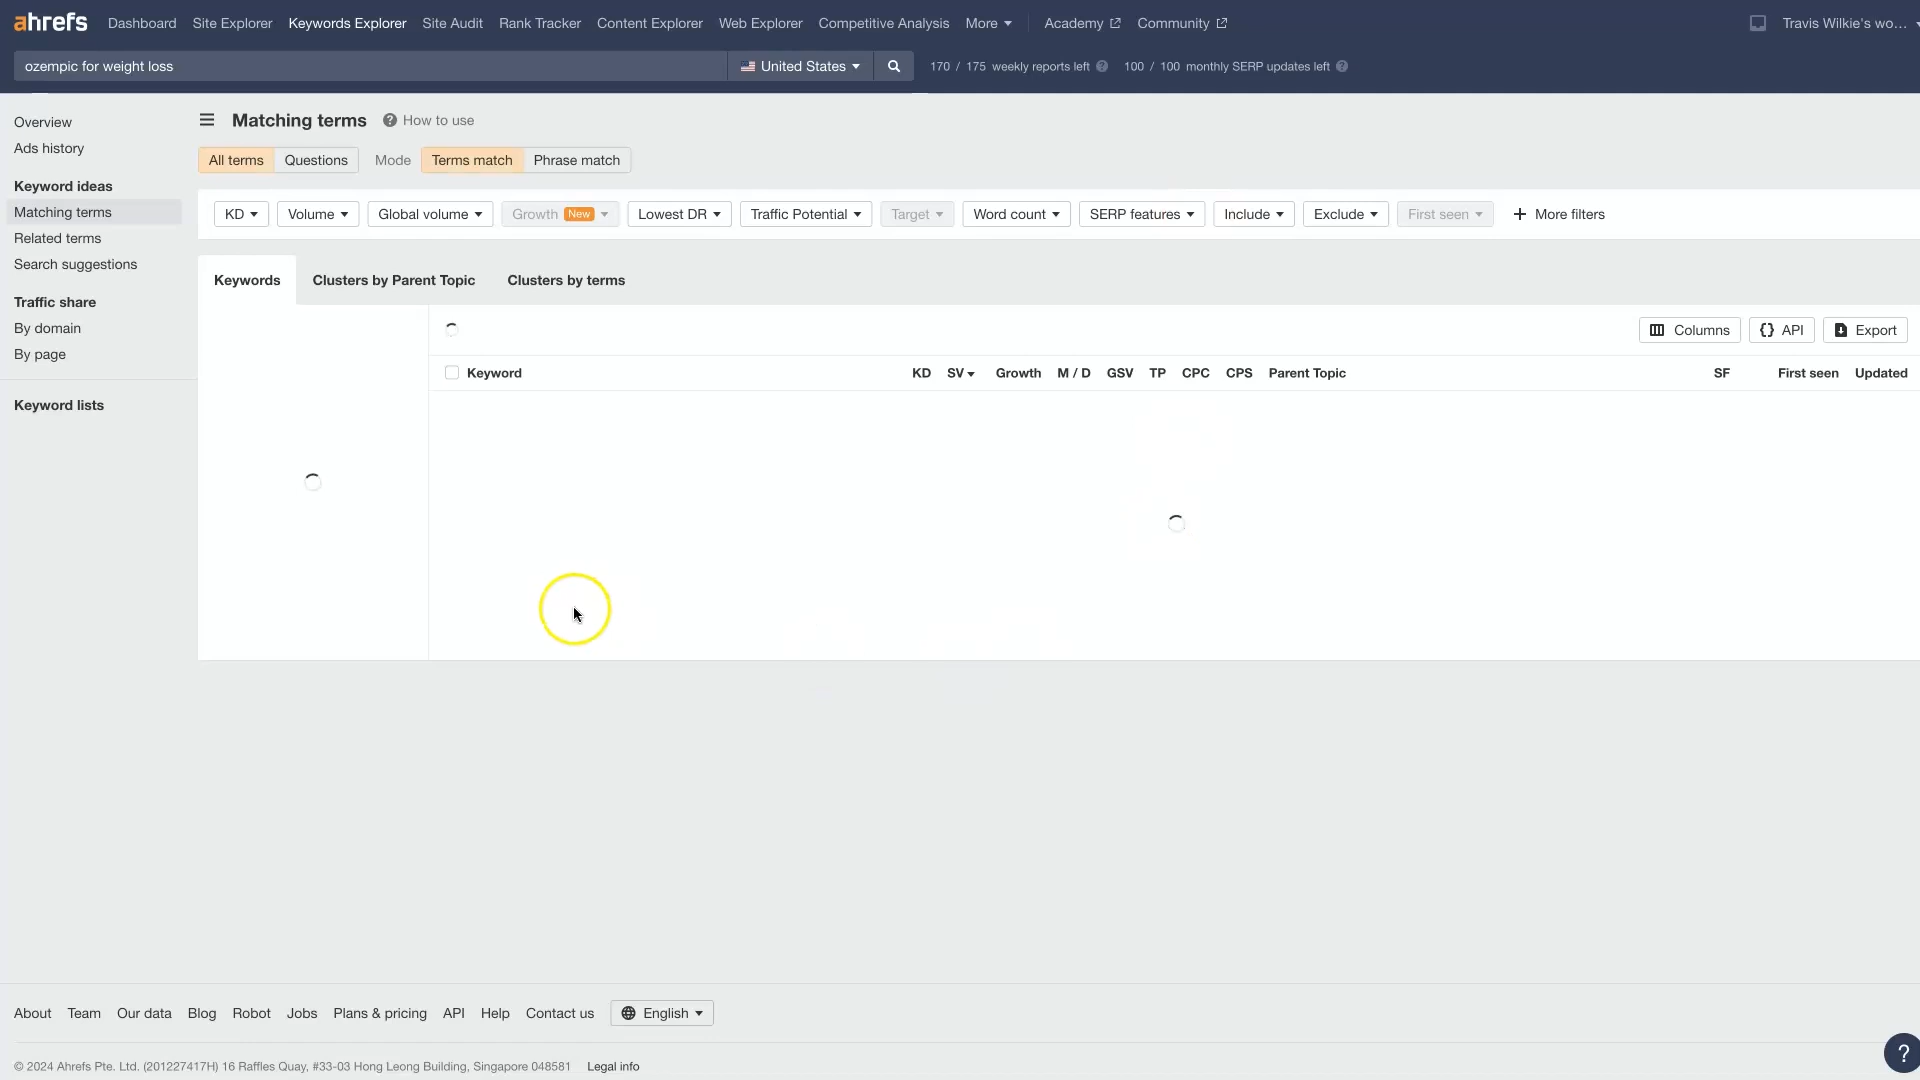 ahrefs Dashboard Site Explorer Keywords Explorer Site Audit Rank Tracker Content Explorer Web Explorer Competitive Analysis More Academy Community Travis Wilkie's wo...
ozempic for weight loss United States 170 / 175 weekly reports left ? 100 / 100 monthly SERP updates left ?
Overview
Ads history
Keyword ideas
Matching terms
Related terms
Search suggestions
Traffic share
By domain
By page
Keyword lists
Matching terms ? How to use
All terms Questions Mode Terms match Phrase match
KD Volume Global volume Growth New Lowest DR Traffic Potential Target Word count SERP features Include Exclude First seen + More filters
Keywords Clusters by Parent Topic Clusters by terms
Columns {} API Export
Keyword KD SV Growth M / D GSV TP CPC CPS Parent Topic SF First seen Updated
About Team Our data Blog Robot Jobs Plans & pricing API Help Contact us English
© 2024 Ahrefs Pte. Ltd. (201227417H) 16 Raffles Quay, #33-03 Hong Leong Building, Singapore 048581 Legal info
?